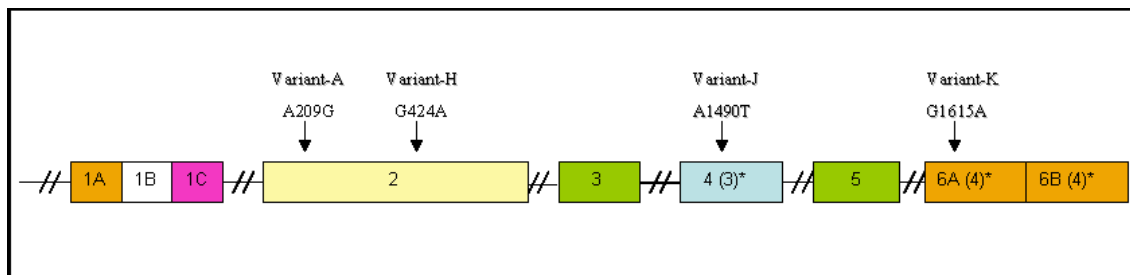 Variant-A Variant-H Variant-J Variant-K
A209G G424A A1490T G1615A
1A 1B 1C 2 3 4 (3)* 5 6A (4)* 6B (4)*